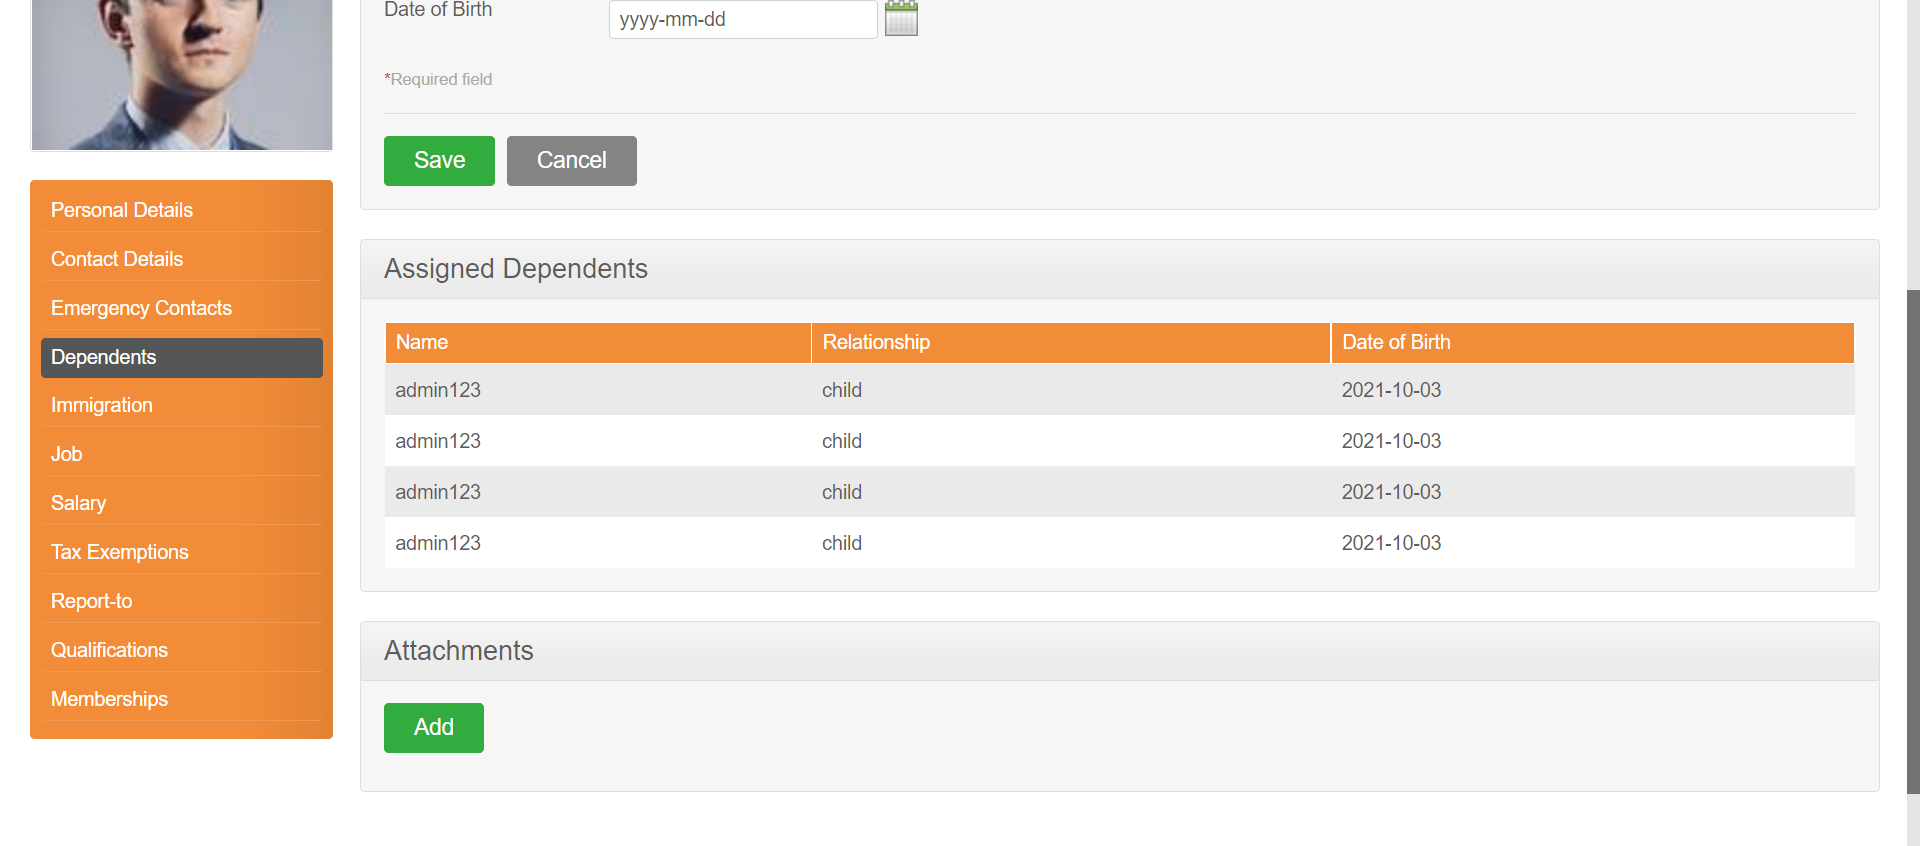 Date of Birth
yyyy-mm-dd
*Required field
Save Cancel
Personal Details
Contact Details
Emergency Contacts
Dependents
Immigration
Job
Salary
Tax Exemptions
Report-to
Qualifications
Memberships
Assigned Dependents
Name Relationship Date of Birth
admin123 child 2021-10-03
admin123 child 2021-10-03
admin123 child 2021-10-03
admin123 child 2021-10-03
Attachments
Add